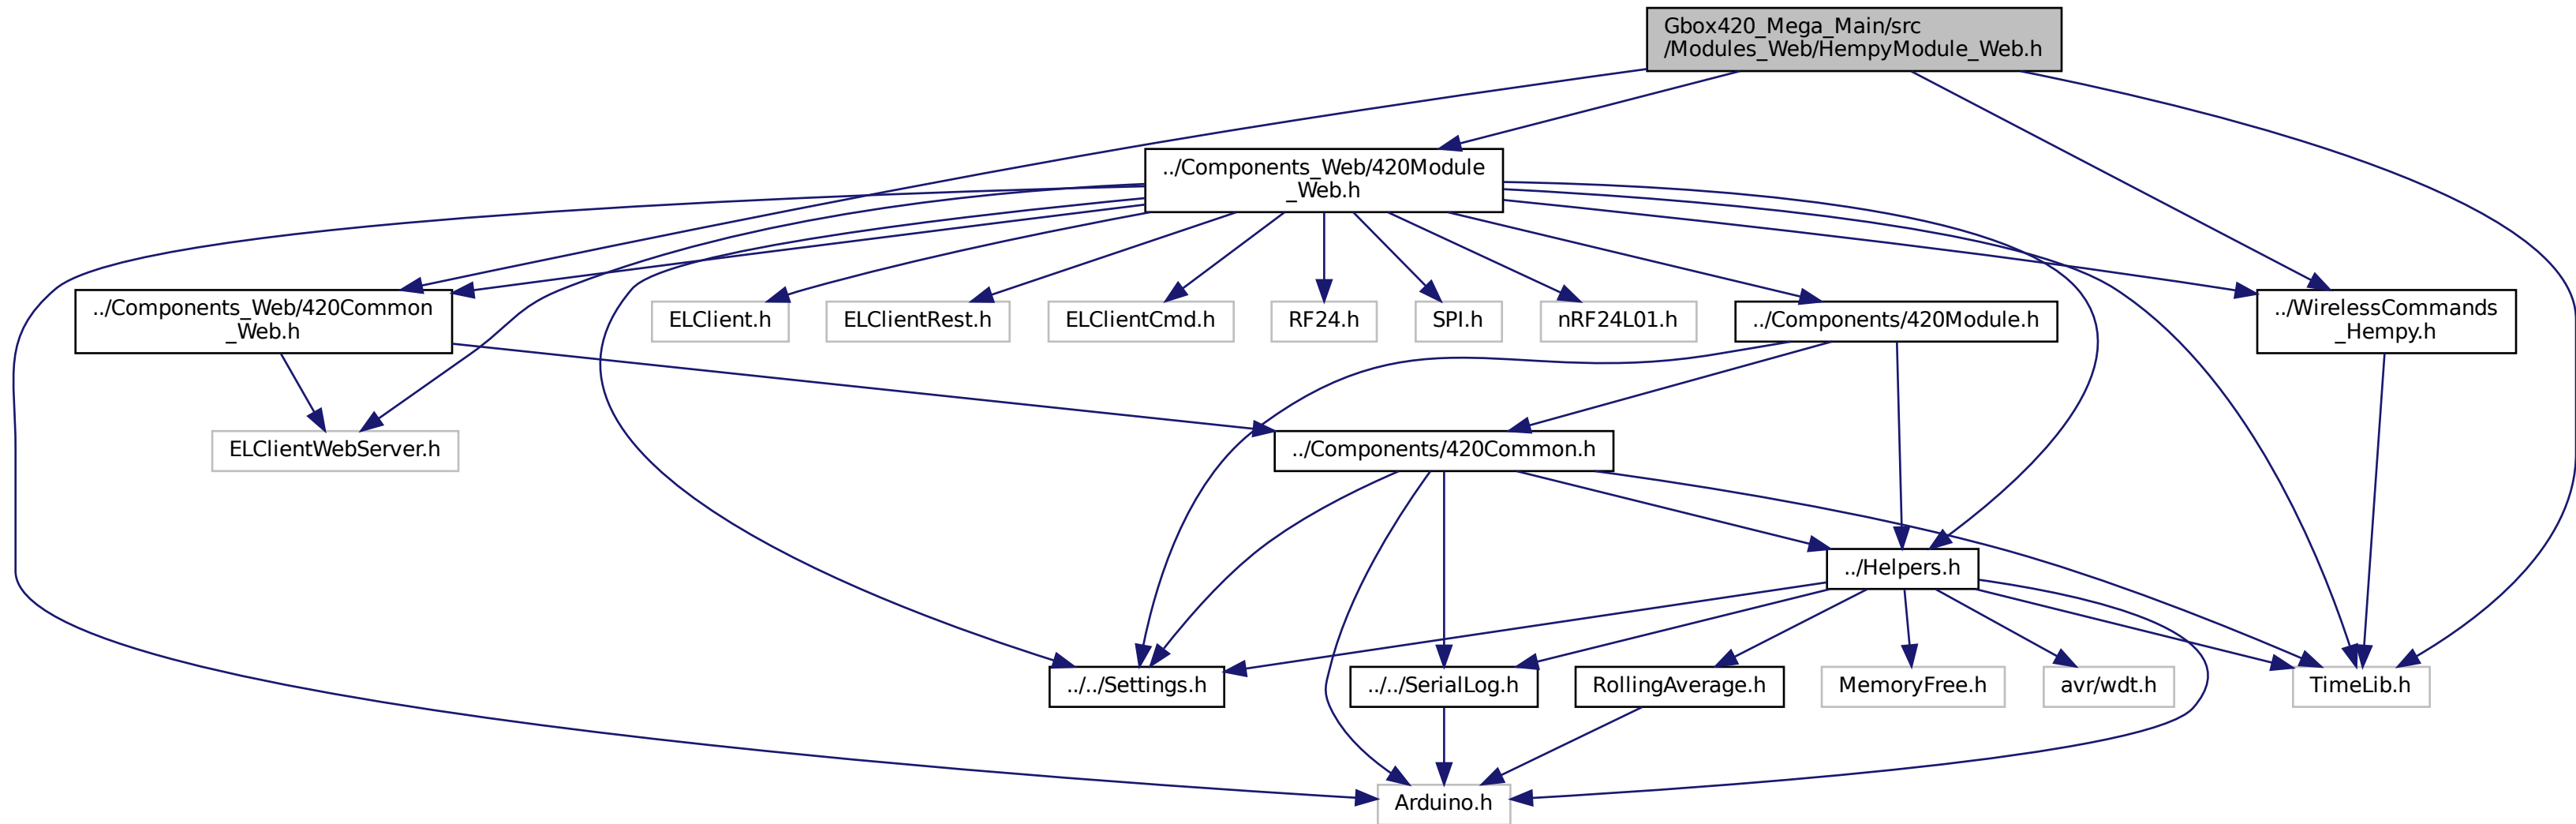 Gbox420_Mega_Main/src
/Modules_Web/HempyModule_Web.h
../Components_Web/420Module
_Web.h
../Components_Web/420Common
_Web.h
ELClient.h
ELClientRest.h
ELClientCmd.h
RF24.h
SPI.h
nRF24L01.h
../Components/420Module.h
../WirelessCommands
_Hempy.h
ELClientWebServer.h
../Components/420Common.h
../Helpers.h
../../Settings.h
../../SerialLog.h
RollingAverage.h
MemoryFree.h
avr/wdt.h
TimeLib.h
Arduino.h